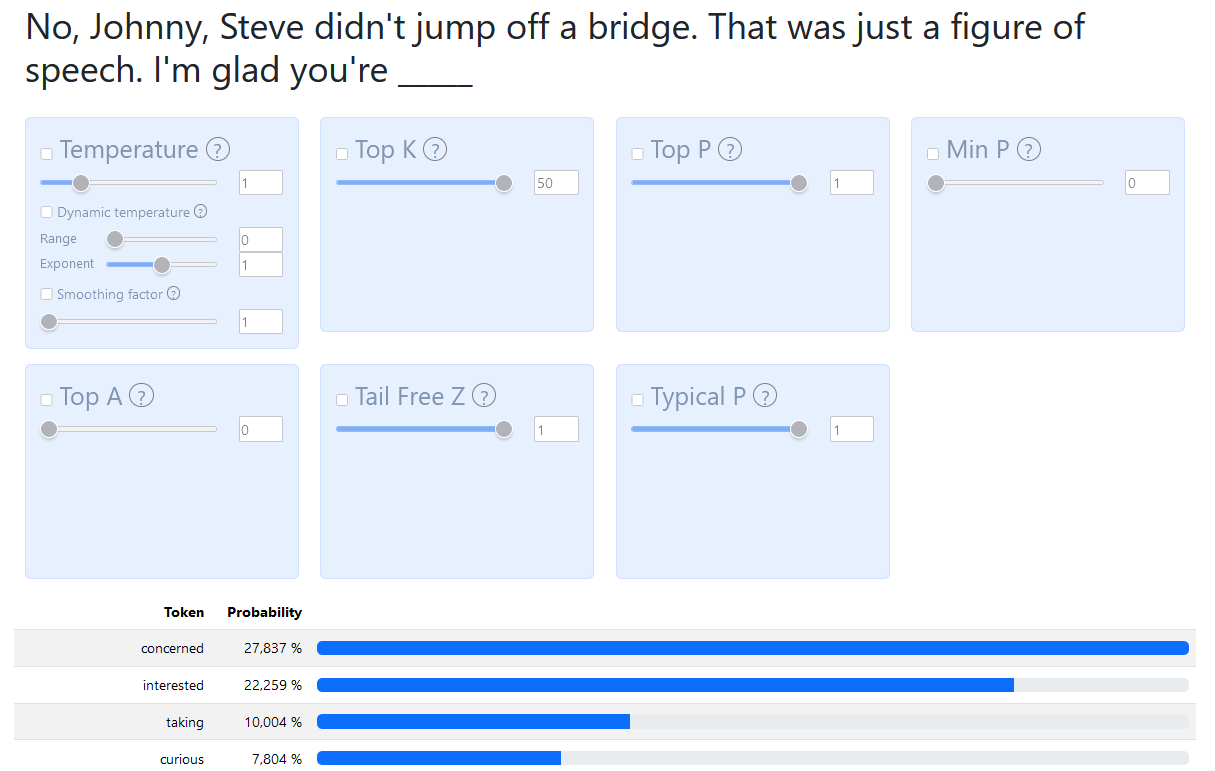 No, Johnny, Steve didn't jump off a bridge. That was just a figure of
speech. I'm glad you're _____
Temperature ?
1
Dynamic temperature ?
Range 0
Exponent 1
Smoothing factor ?
1
Top K ?
50
Top P ?
1
Min P ?
0
Top A ?
0
Tail Free Z ?
1
Typical P ?
1
Token Probability
concerned 27,837 %
interested 22,259 %
taking 10,004 %
curious 7,804 %